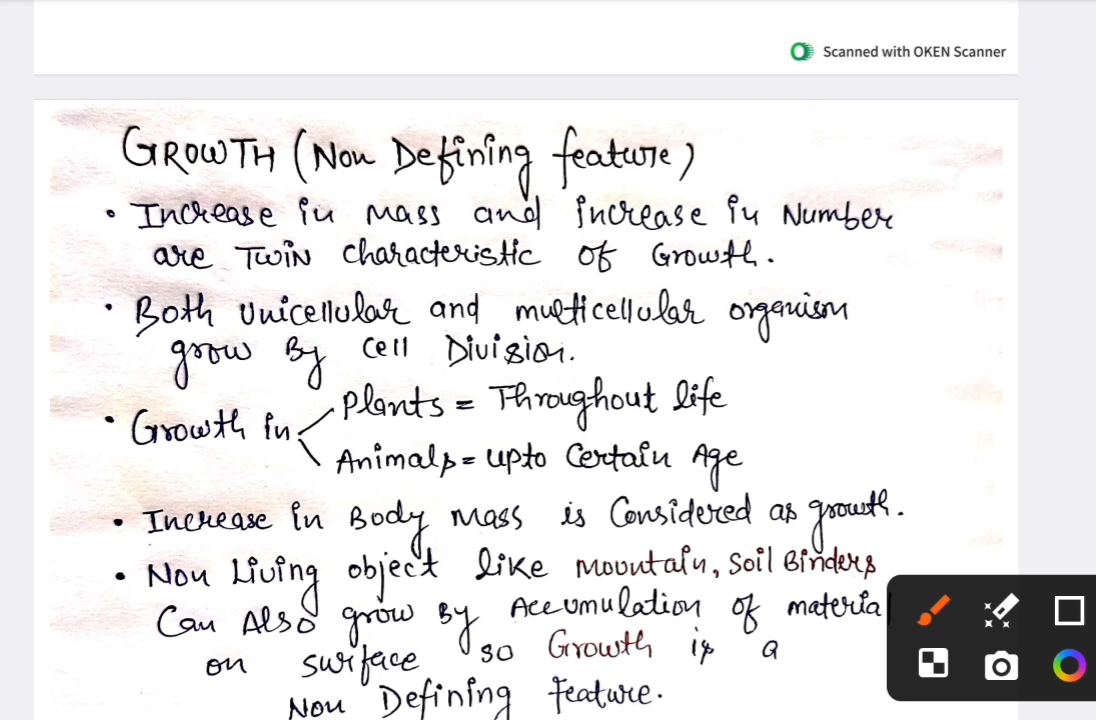 Scanned with OKEN Scanner
GROWTH (Non Defining feature)
• Increase in mass and increase in Number
are Twin characteristic of Growth.
• Both Unicellular and multicellular organism
grow By cell Division.
• Growth in
Plants = Throughout life
Animals = upto Certain Age
• Increase in Body mass is Considered as growth.
• Non Living object like mountain, Soil Binders
Can Also grow By Accumulation of materia
on surface so Growth is a
Non Defining feature.